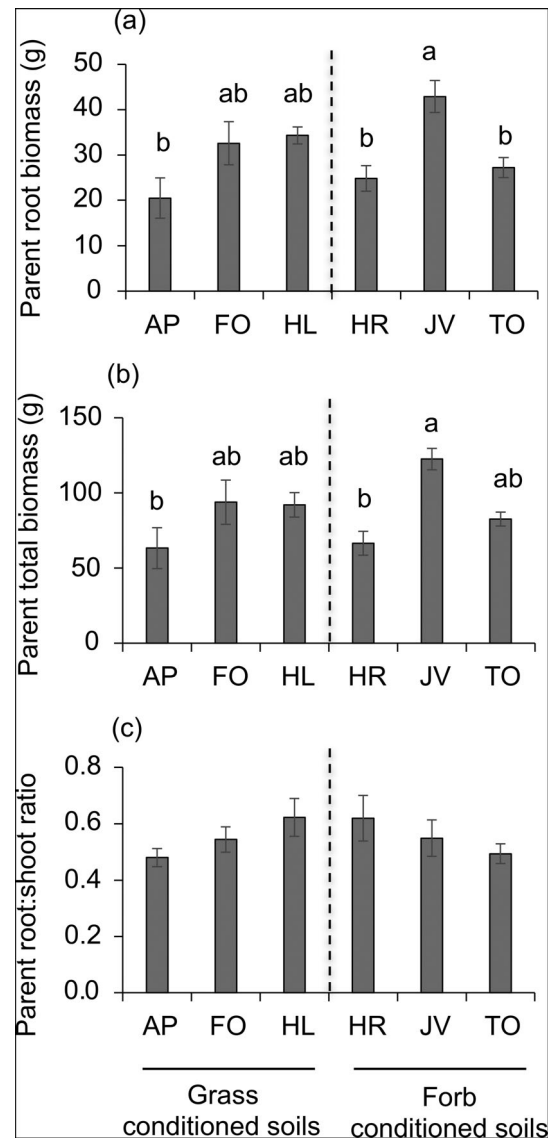 (a)
Parent root biomass (g)
50
40
30
20
10
0
b
ab
ab
b
a
b
AP FO HL HR JV TO
(b)
Parent total biomass (g)
150
100
50
0
b
ab
ab
b
a
ab
AP FO HL HR JV TO
(c)
Parent root:shoot ratio
0.8
0.6
0.4
0.2
0.0
AP FO HL HR JV TO
Grass
conditioned soils
Forb
conditioned soils